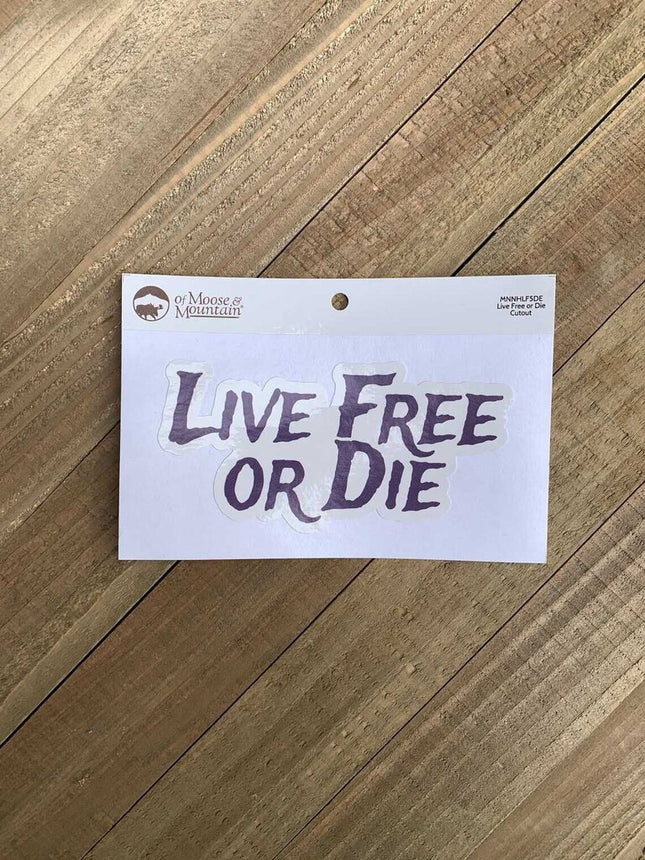 Of Moose &
Mountain®
MNNHLFSDE
Live Free or Die
Cutout
LIVE FREE
OR DIE